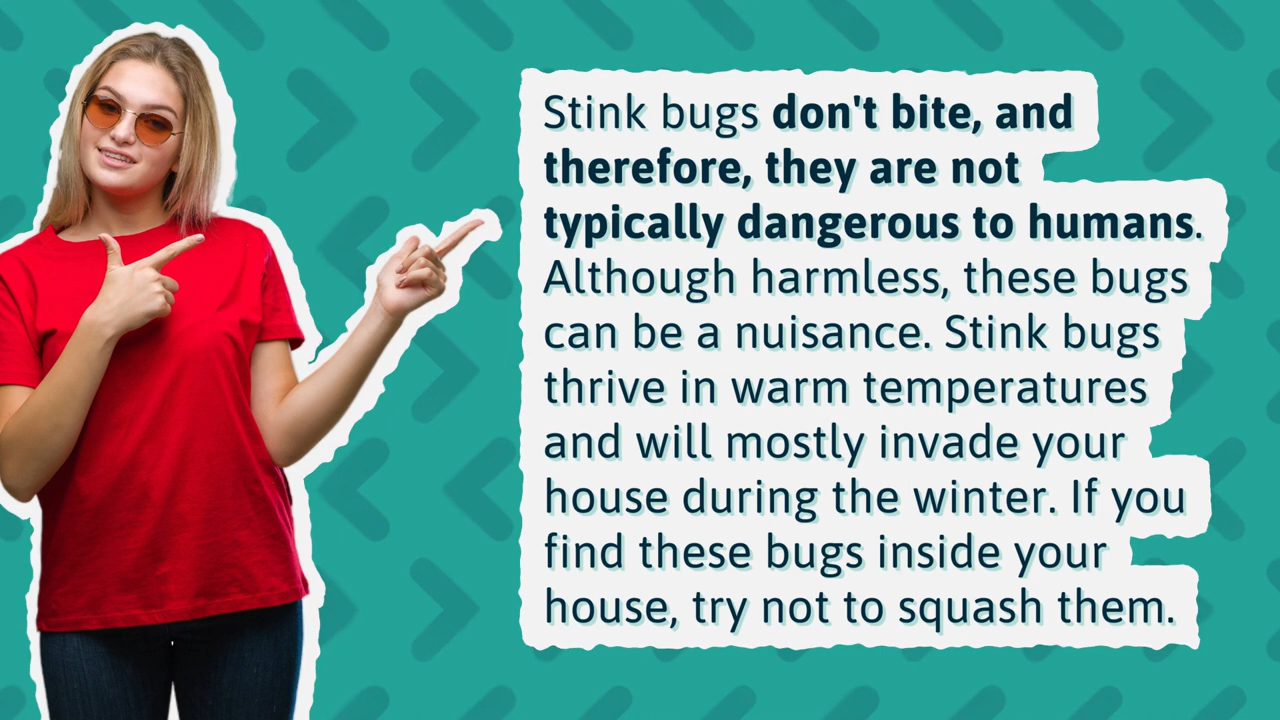 Stink bugs don't bite, and
therefore, they are not
typically dangerous to humans.
Although harmless, these bugs
can be a nuisance. Stink bugs
thrive in warm temperatures
and will mostly invade your
house during the winter. If you
find these bugs inside your
house, try not to squash them.